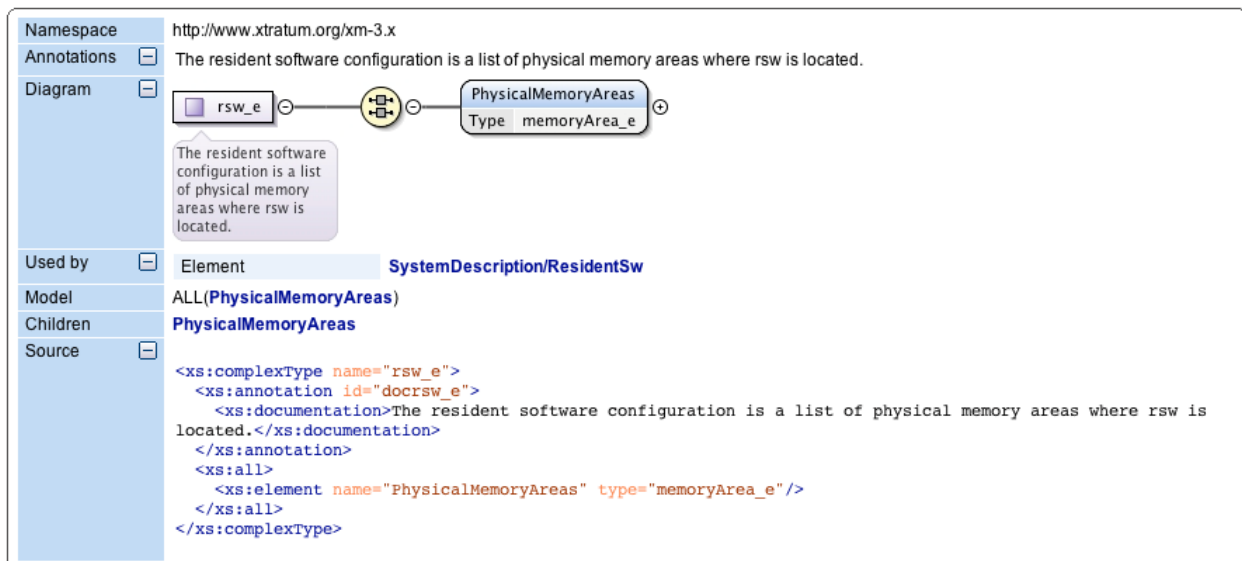 Namespace http://www.xtratum.org/xm-3.x
Annotations The resident software configuration is a list of physical memory areas where rsw is located.
Diagram
rsw_e
PhysicalMemoryAreas
Type memoryArea_e
The resident software
configuration is a list
of physical memory
areas where rsw is
located.
Used by Element SystemDescription/ResidentSw
Model ALL(PhysicalMemoryAreas)
Children PhysicalMemoryAreas
Source
<xs:complexType name="rsw_e">
<xs:annotation id="docrsw_e">
<xs:documentation>The resident software configuration is a list of physical memory areas where rsw is
located.</xs:documentation>
</xs:annotation>
<xs:all>
<xs:element name="PhysicalMemoryAreas" type="memoryArea_e"/>
</xs:all>
</xs:complexType>